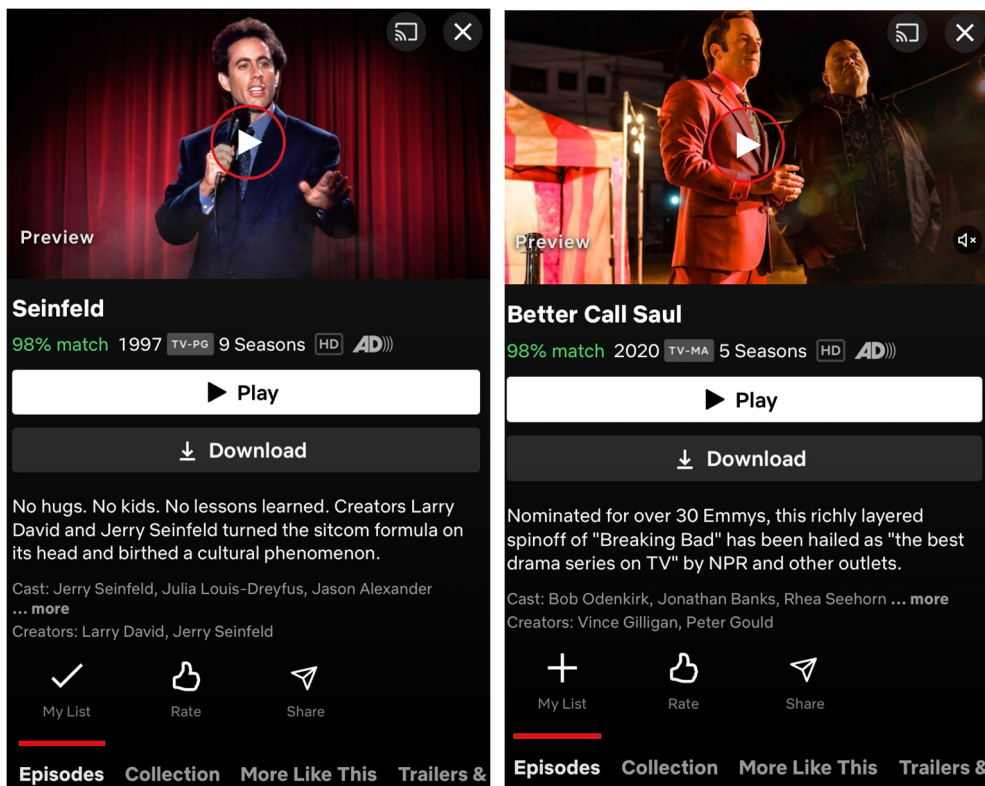 Preview
Seinfeld
98% match 1997 TV-PG 9 Seasons HD AD
Play
Download
No hugs. No kids. No lessons learned. Creators Larry
David and Jerry Seinfeld turned the sitcom formula on
its head and birthed a cultural phenomenon.
Cast: Jerry Seinfeld, Julia Louis-Dreyfus, Jason Alexander
... more
Creators: Larry David, Jerry Seinfeld
My List Rate Share
Episodes Collection More Like This Trailers &
Preview
Better Call Saul
98% match 2020 TV-MA 5 Seasons HD AD
Play
Download
Nominated for over 30 Emmys, this richly layered
spinoff of "Breaking Bad" has been hailed as "the best
drama series on TV" by NPR and other outlets.
Cast: Bob Odenkirk, Jonathan Banks, Rhea Seehorn ... more
Creators: Vince Gilligan, Peter Gould
My List Rate Share
Episodes Collection More Like This Trailers &